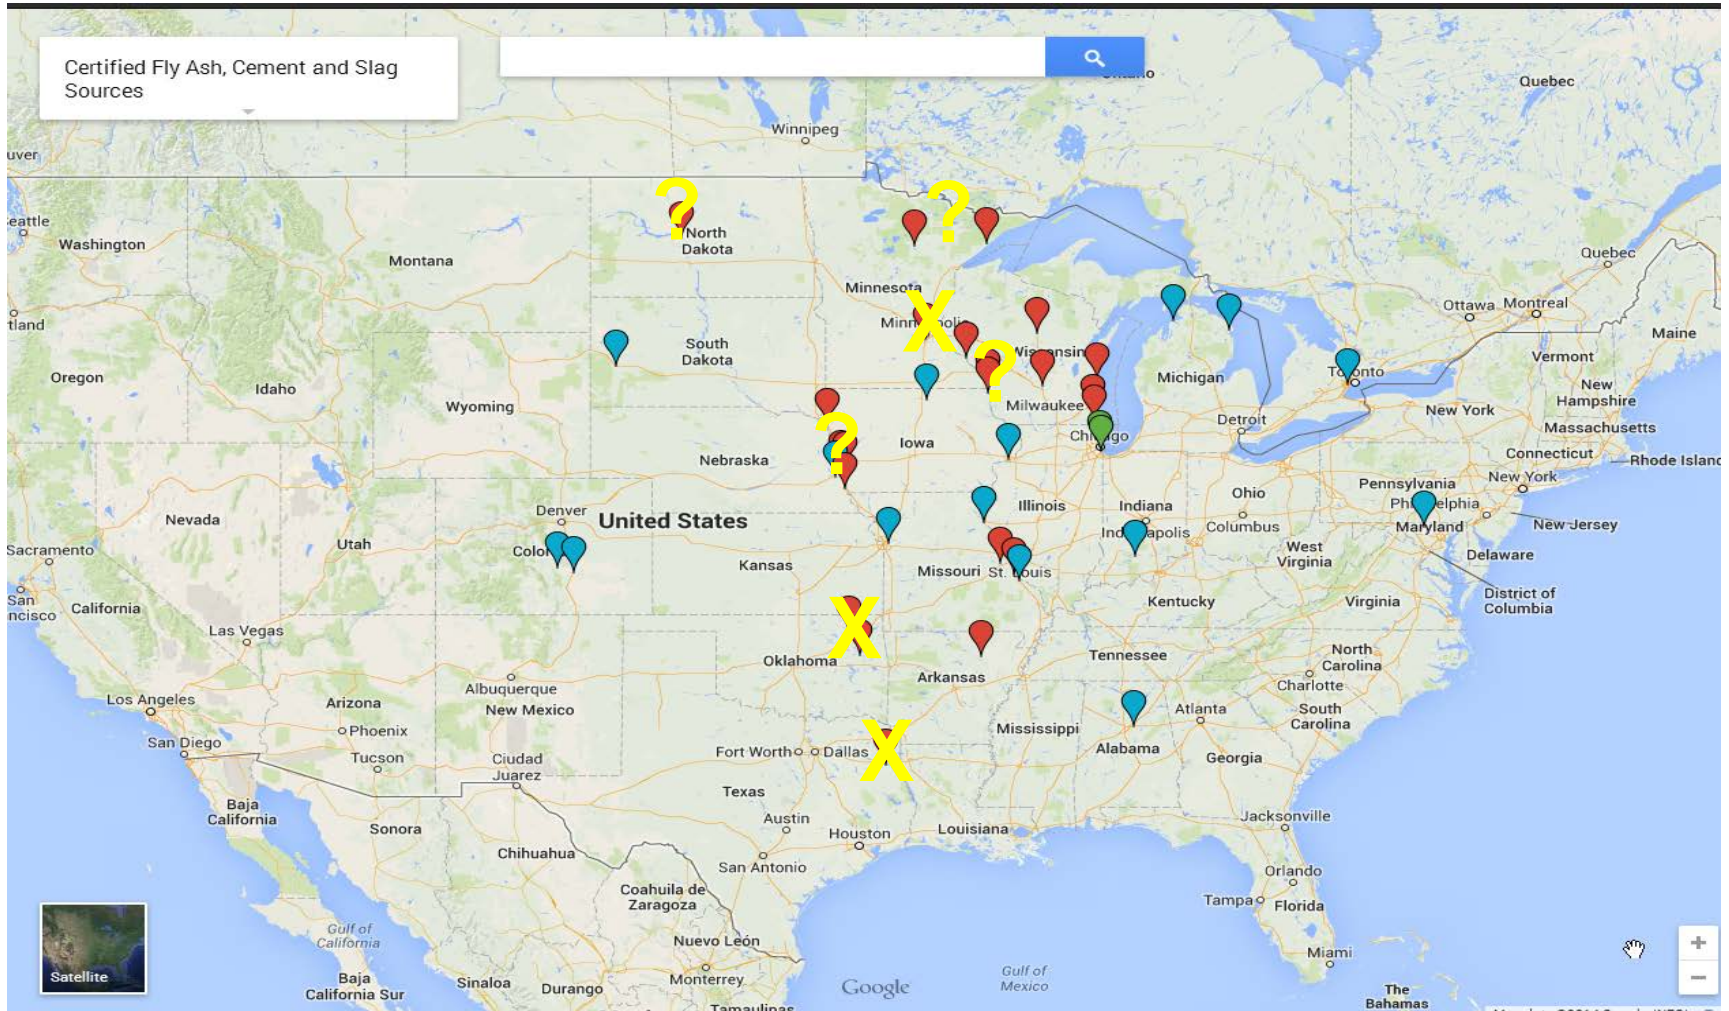 Certified Fly Ash, Cement and Slag
Sources
Ontario
Quebec
Winnipeg
Seattle
Washington
Montana
North
Dakota
?
?
Quebec
Minnesota
X
Ottawa
Montreal
Maine
South
Dakota
?
Wisconsin
Michigan
Toronto
Vermont
Oregon
Idaho
Wyoming
Milwaukee
New
Hampshire
New York
Detroit
Massachusetts
?
Iowa
Chicago
Connecticut
Rhode Island
Nebraska
Pennsylvania
New York
Philadelphia
Nevada
Denver
United States
Illinois
Indiana
Ohio
Maryland
New Jersey
Sacramento
Utah
Indianapolis
Columbus
West
Virginia
Delaware
Kansas
Missouri
St. Louis
San
California
District of
Columbia
Kentucky
Virginia
Las Vegas
X
Oklahoma
Tennessee
North
Carolina
Arkansas
Charlotte
Los Angeles
Arizona
Albuquerque
New Mexico
South
Carolina
Atlanta
Phoenix
Mississippi
San Diego
Tucson
Ciudad
Juarez
Fort Worth
Dallas
X
Alabama
Georgia
Texas
Baja
California
Sonora
Austin
Houston
Louisiana
Jacksonville
Chihuahua
San Antonio
Orlando
Coahuila de
Zaragoza
Tampa
Florida
Gulf of
California
Nuevo León
Miami
Satellite
Baja
California Sur
Sinaloa
Durango
Monterrey
Google
Gulf of
Mexico
The
Bahamas
Tamaulipas